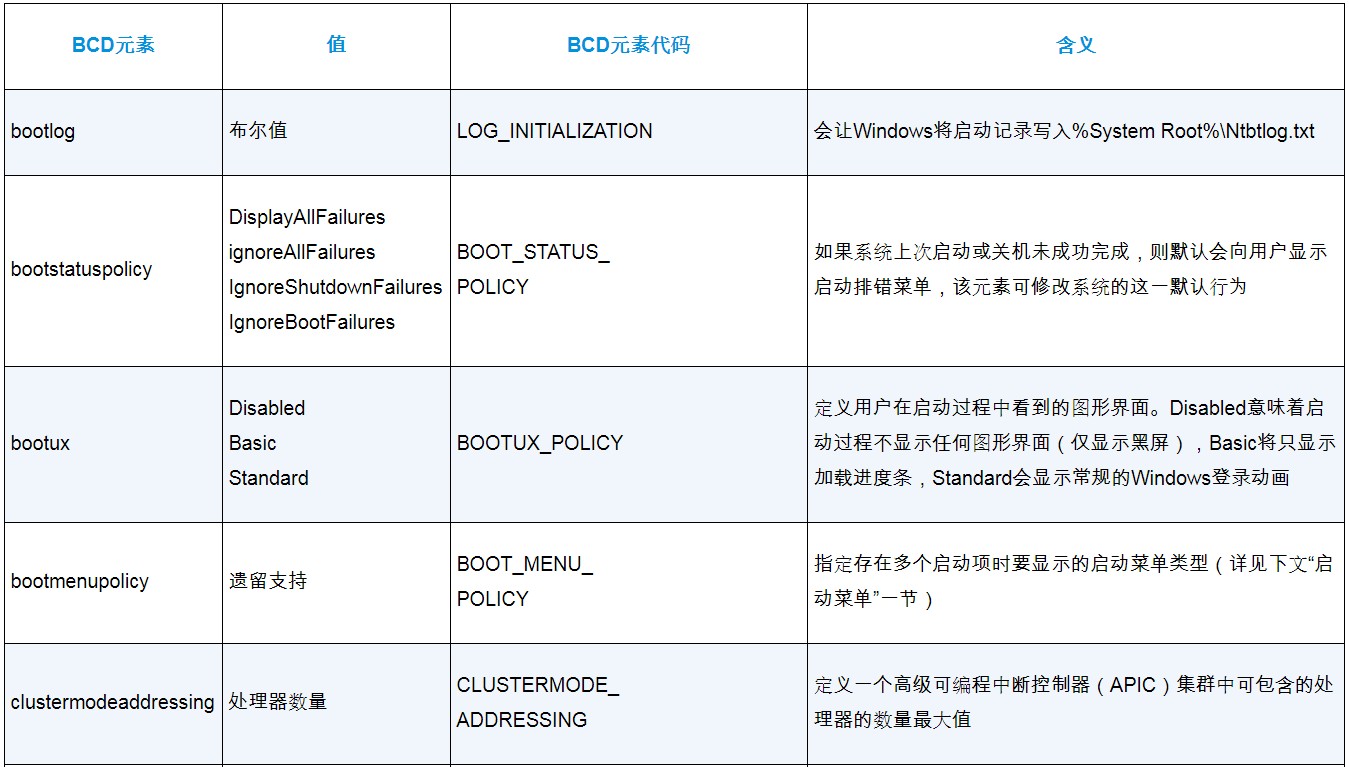 BCD元素 值 BCD元素代码 含义
bootlog 布尔值 LOG_INITIALIZATION 会让Windows将启动记录写入%System Root%\Ntbtlog.txt
bootstatuspolicy
DisplayAllFailures
ignoreAllFailures
IgnoreShutdownFailures
IgnoreBootFailures
BOOT_STATUS_
POLICY
如果系统上次启动或关机未成功完成，则默认会向用户显示
启动排错菜单，该元素可修改系统的这一默认行为
bootux
Disabled
Basic
Standard
BOOTUX_POLICY
定义用户在启动过程中看到的图形界面。Disabled意味着启
动过程不显示任何图形界面（仅显示黑屏），Basic将只显示
加载进度条，Standard会显示常规的Windows登录动画
bootmenupolicy
遗留支持
BOOT_MENU_
POLICY
指定存在多个启动项时要显示的启动菜单类型（详见下文“启
动菜单”一节）
clustermodeaddressing
处理器数量
CLUSTERMODE_
ADDRESSING
定义一个高级可编程中断控制器（APIC）集群中可包含的处
理器的数量最大值